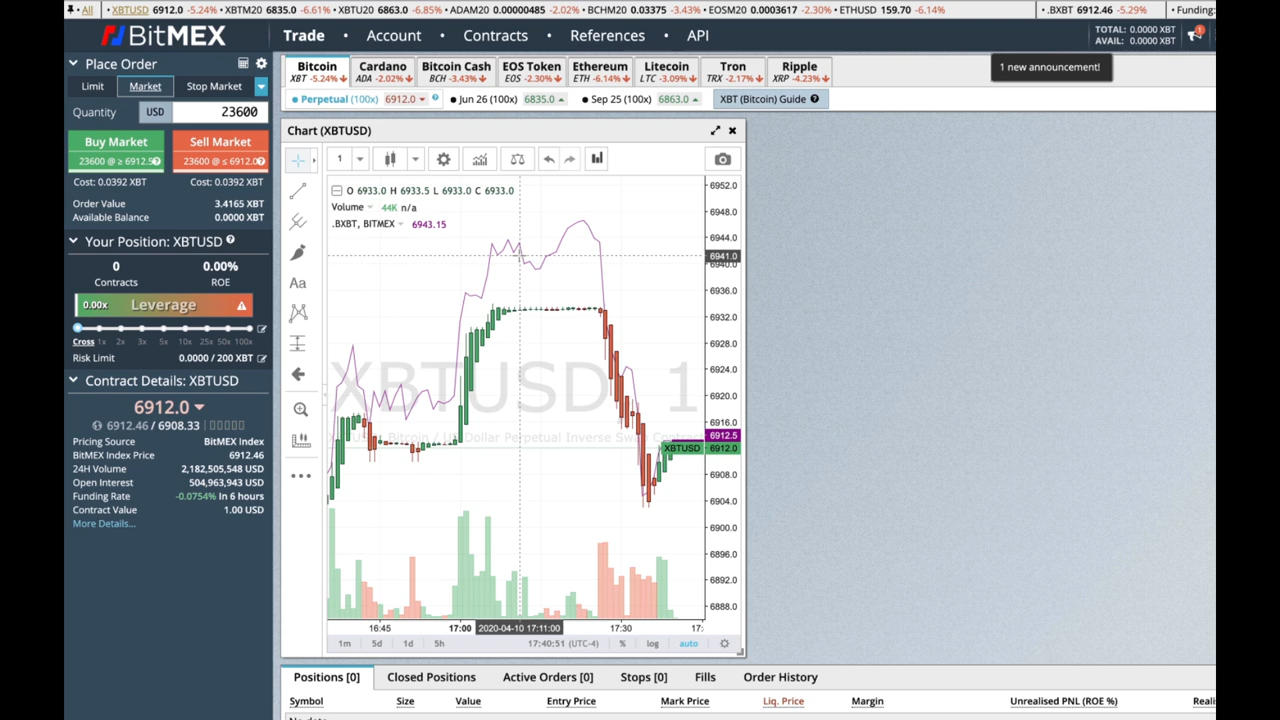 All XBTUSD 6912.0 -5.24% XBTM20 6835.0 -6.61% XBTU20 6863.0 -6.85% ADAM20 0.00000485 -2.02% BCHM20 0.03375 -3.43% EOSM20 0.0003617 -2.30% ETHUSD 159.70 -6.14% .BXBT 6912.46 -5.29% Funding:
BitMEX Trade • Account • Contracts • References • API
TOTAL: 0.0000 XBT
AVAIL: 0.0000 XBT
1
1 new announcement!
Place Order
Limit Market Stop Market
Quantity USD 23600
Buy Market Sell Market
23600 @ ≥ 6912.5 23600 @ ≤ 6912.0
Cost: 0.0392 XBT Cost: 0.0392 XBT
Order Value 3.4165 XBT
Available Balance 0.0000 XBT
Your Position: XBTUSD
0 0.00%
Contracts ROE
0.00x Leverage
Cross 1x 2x 3x 5x 10x 25x 50x 100x
Risk Limit 0.0000 / 200 XBT
Contract Details: XBTUSD
6912.0
6912.46 / 6908.33
Pricing Source BitMEX Index
BitMEX Index Price 6912.46
24H Volume 2,182,505,548 USD
Open Interest 504,963,943 USD
Funding Rate -0.0754% In 6 hours
Contract Value 1.00 USD
More Details...
Bitcoin Cardano Bitcoin Cash EOS Token Ethereum Litecoin Tron Ripple
XBT -5.24% ADA -2.02% BCH -3.43% EOS -2.30% ETH -6.14% LTC -3.09% TRX -2.17% XRP -4.23%
Perpetual (100x) 6912.0 Jun 26 (100x) 6835.0 Sep 25 (100x) 6863.0 XBT (Bitcoin) Guide
Chart (XBTUSD)
1
O 6933.0 H 6933.5 L 6933.0 C 6933.0
Volume 44K n/a
.BXBT, BITMEX 6943.15
Aa
XBTUSD, 1
Bitcoin / US Dollar Perpetual Inverse Swap Contract
6952.0
6948.0
6944.0
6941.0
6936.0
6932.0
6928.0
6924.0
6920.0
6916.0
6912.5
XBTUSD 6912.0
6908.0
6904.0
6900.0
6896.0
6892.0
6888.0
16:45 17:00 2020-04-10 17:11:00 17:30 17:
1m 5d 1d 5h 17:40:51 (UTC-4) % log auto
Positions [0] Closed Positions Active Orders [0] Stops [0] Fills Order History
Symbol Size Value Entry Price Mark Price Liq. Price Margin Unrealised PNL (ROE %) Reali